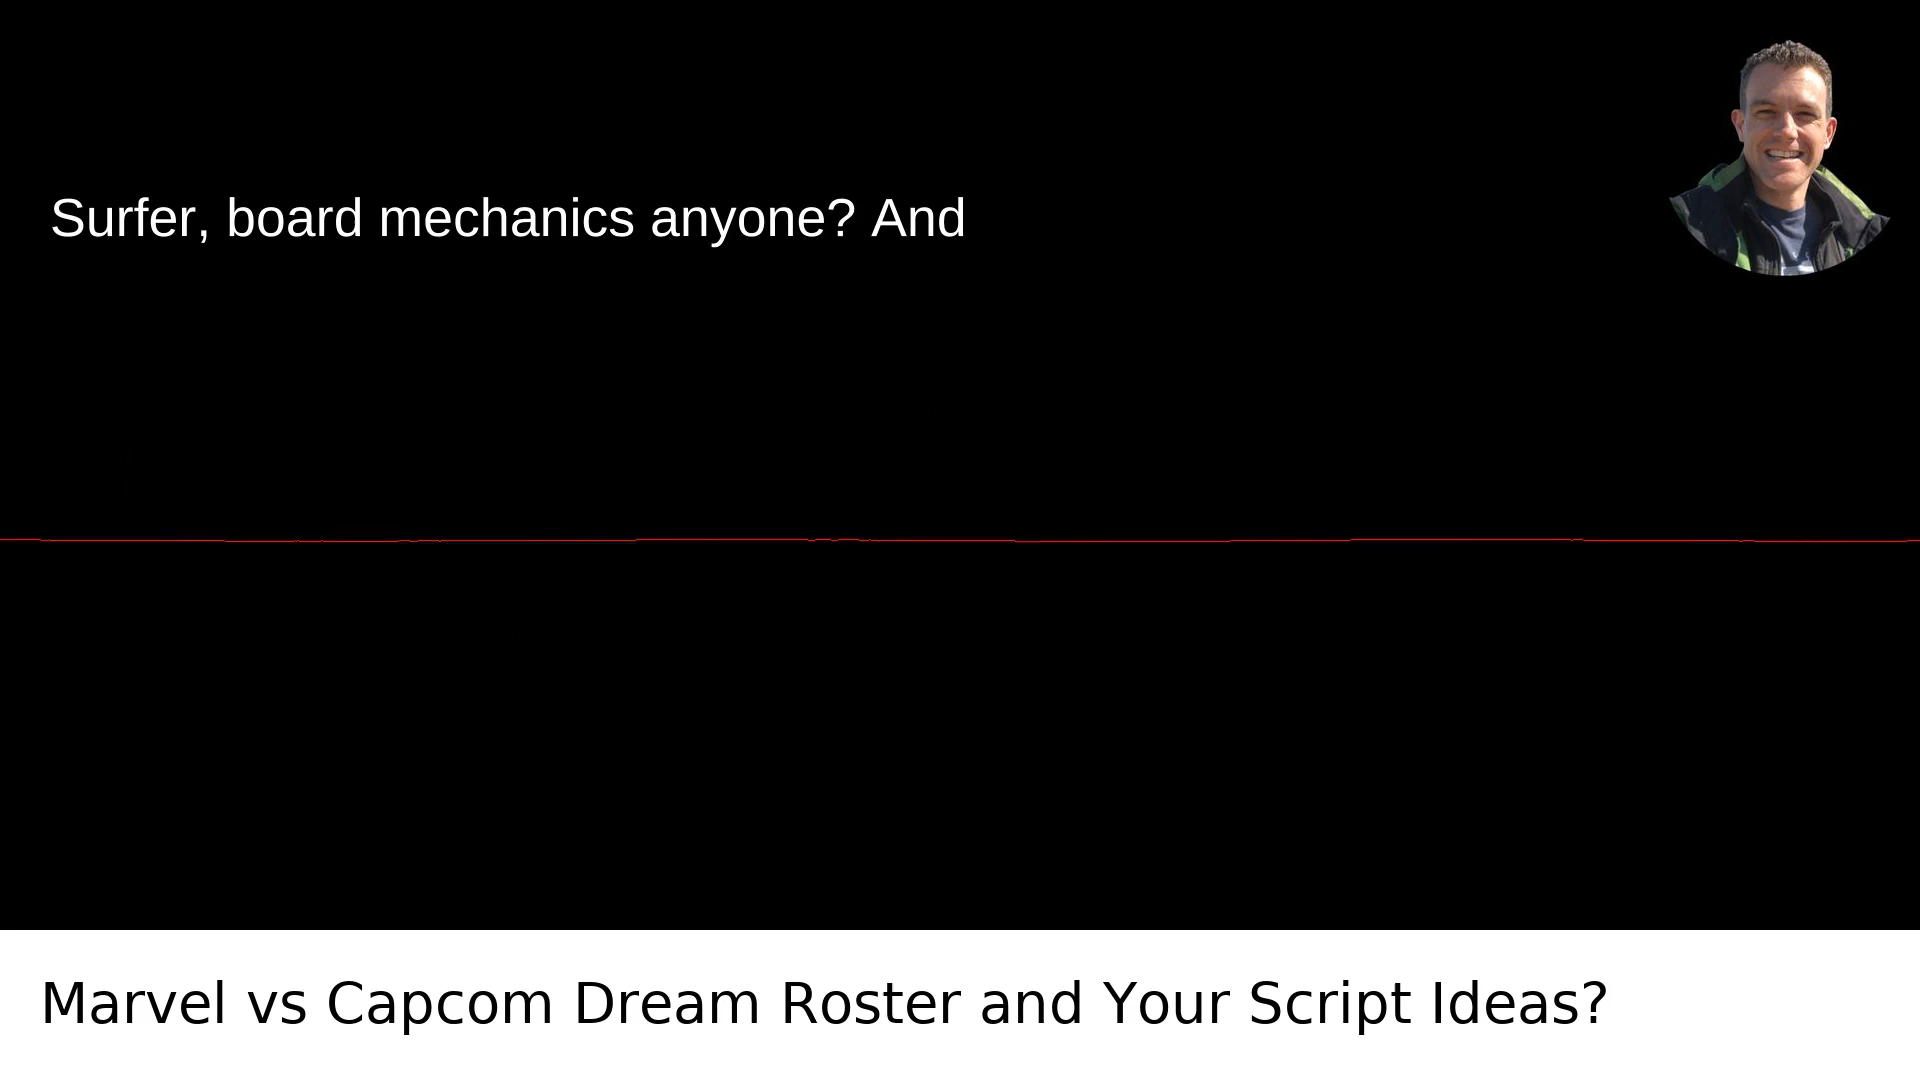 Surfer, board mechanics anyone? And
Marvel vs Capcom Dream Roster and Your Script Ideas?